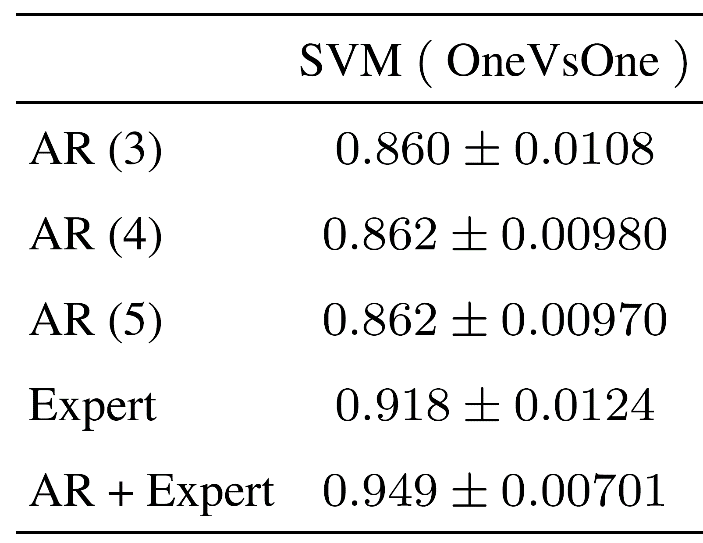 SVM ( OneVsOne )
AR (3) 0.860 ± 0.0108
AR (4) 0.862 ± 0.00980
AR (5) 0.862 ± 0.00970
Expert 0.918 ± 0.0124
AR + Expert 0.949 ± 0.00701